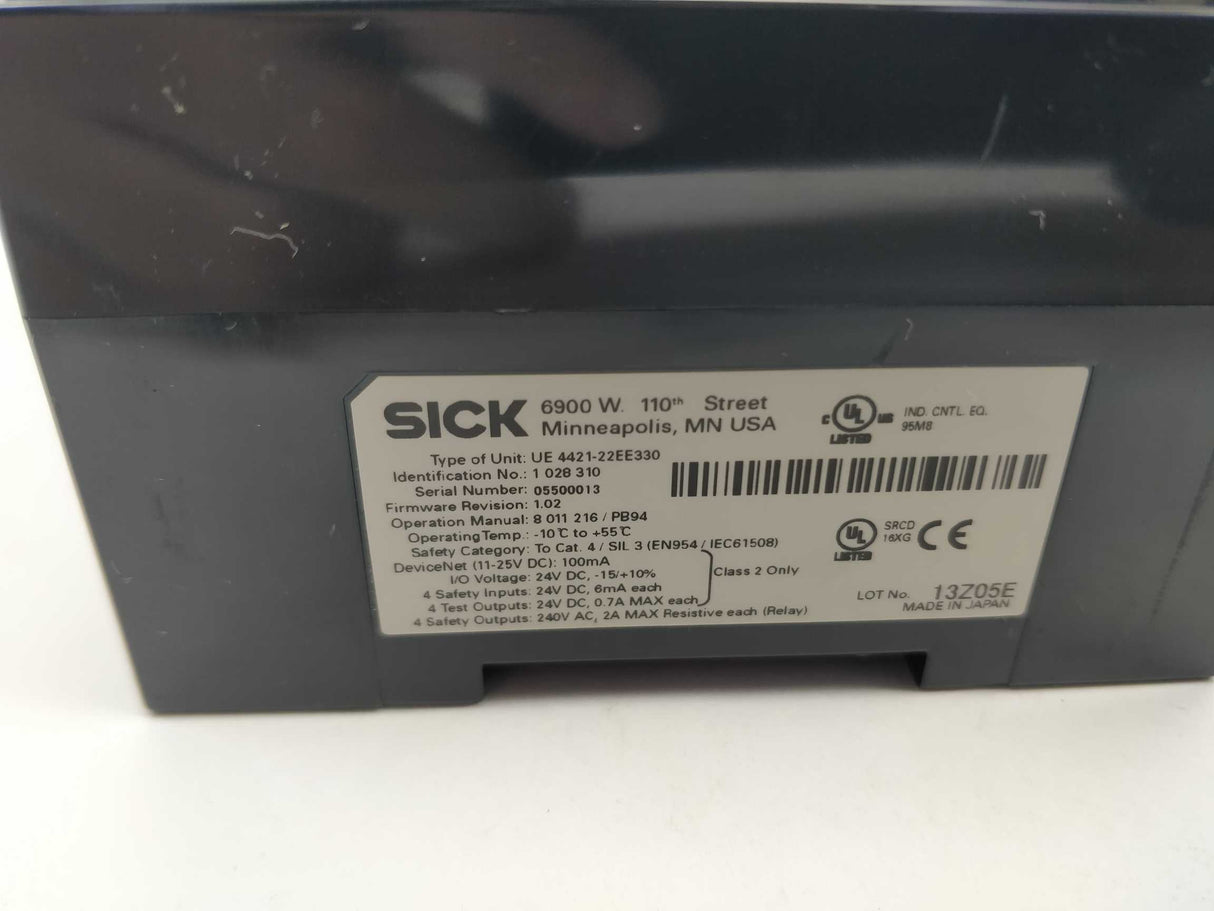 SICK
6900 W. 110th Street
Minneapolis, MN USA
C UL US
LISTED
IND. CNTL. EQ.
95M8
Type of Unit: UE 4421-22EE330
Identification No.: 1 028 310
Serial Number: 05500013
Firmware Revision: 1.02
Operation Manual: 8 011 216 / PB94
Operating Temp.: -10℃ to +55℃
Safety Category: To Cat. 4 / SIL 3 (EN954 / IEC61508)
DeviceNet (11-25V DC): 100mA
I/O Voltage: 24V DC, -15/+10%
4 Safety Inputs: 24V DC, 6mA each
4 Test Outputs: 24V DC, 0.7A MAX each
Class 2 Only
4 Safety Outputs: 240V AC, 2A MAX Resistive each (Relay)
UL
LISTED
SRCD
16XG
CE
LOT No. 13Z05E
MADE IN JAPAN